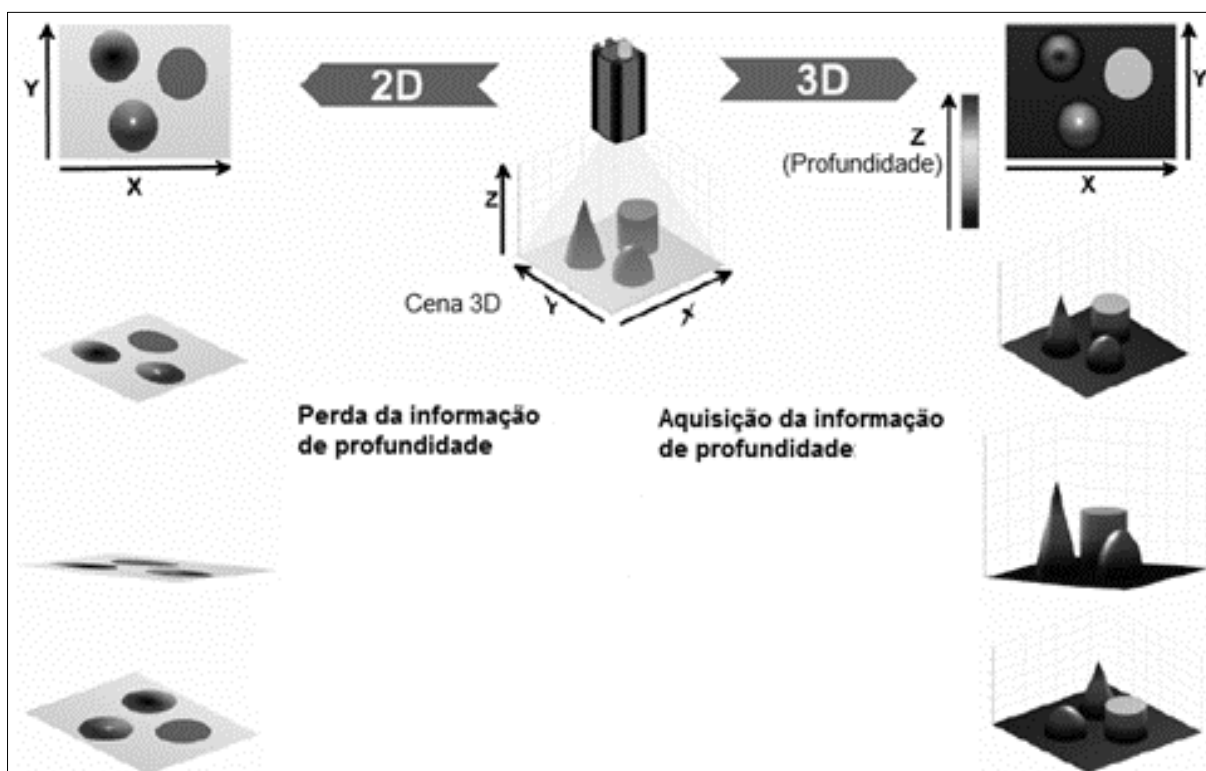 Y
X
2D
3D
Z
(Profundidade)
Y
X
Z
Y
X
Cena 3D
Perda da informação
de profundidade
Aquisição da informação
de profundidade